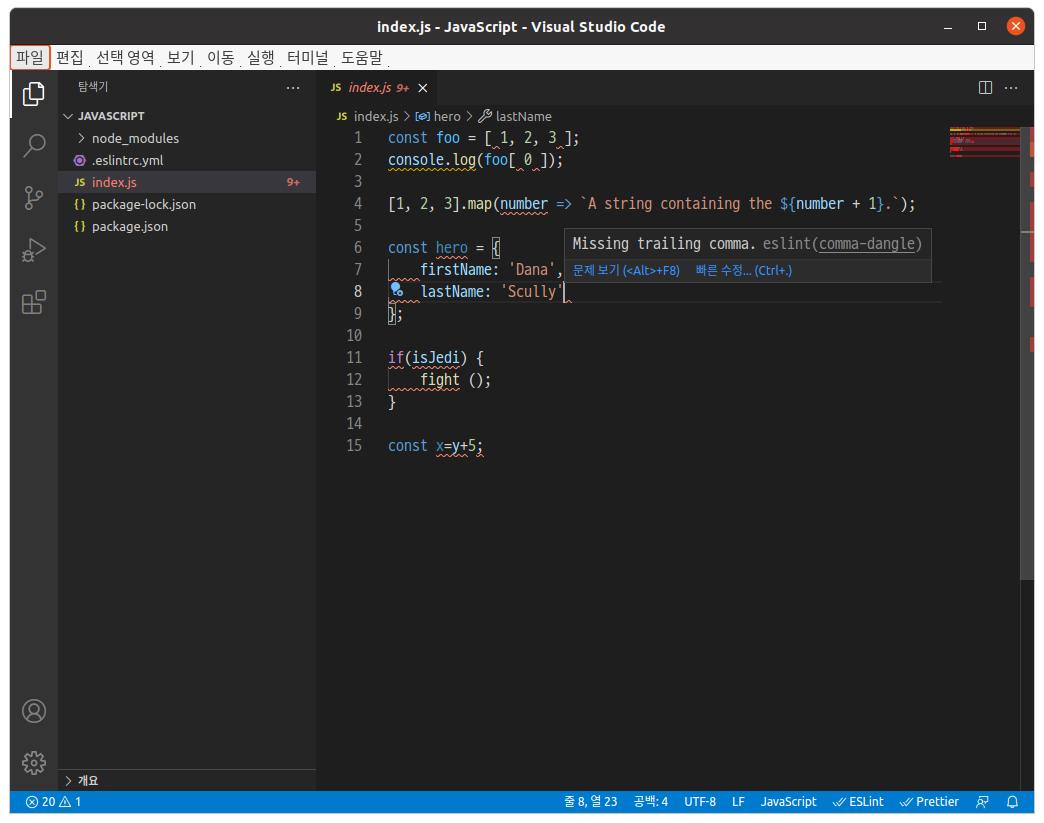 index.js - JavaScript - Visual Studio Code
파일 편집 선택 영역 보기 이동 실행 터미널 도움말
탐색기
JAVASCRIPT
node_modules
.eslintrc.yml
JS index.js 9+
{} package-lock.json
{} package.json
개요
JS index.js 9+
JS index.js > hero > lastName
1 const foo = [ 1, 2, 3 ];
2 console.log(foo[ 0 ]);
3
4 [1, 2, 3].map(number => `A string containing the ${number + 1}.`);
5
6 const hero = {
7 firstName: 'Dana',
8 lastName: 'Scully'
9 };
10
11 if(isJedi) {
12 fight ();
13 }
14
15 const x=y+5;
Missing trailing comma. eslint(comma-dangle)
문제 보기 (<Alt>+F8) 빠른 수정... (Ctrl+.)
20 1 줄 8, 열 23 공백: 4 UTF-8 LF JavaScript ESLint Prettier